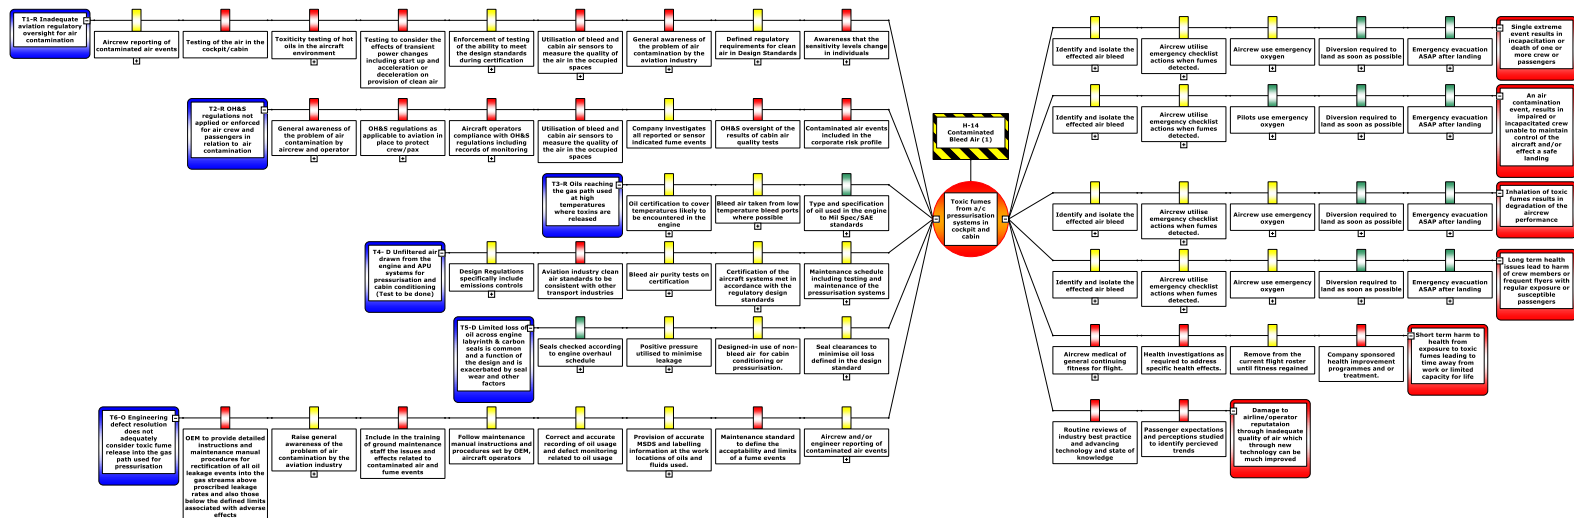 T1-R Inadequate
aviation regulatory
oversight for air
contamination
Aircrew reporting of
contaminated air events
Testing of the air in the
cockpit/cabin
Toxiticity testing of hot
oils in the aircraft
environment
Testing to consider the
effects of transient
power changes
including start up and
acceleration or
deceleration on
provision of clean air
Enforcement of testing
of the ability to meet
the design standards
during certification
Utilisation of bleed and
cabin air sensors to
measure the quality of
the air in the occupied
spaces
General awareness of
the problem of air
contamination by the
aviation industry
Defined regulatory
requirements for clean
in Design Standards
Awareness that the
sensitivity levels change
in individuals
T2-R OH&S
regulations not
applied or enforced
for air crew and
passengers in
relation to air
contamination
General awareness of
the problem of air
contamination by
aircrew and operator
OH&S regulations as
applicable to aviation in
place to protect
crew/pax
Aircraft operators
compliance with OH&S
regulations including
records of monitoring
Utilisation of bleed and
cabin air sensors to
measure the quality of
the air in the occupied
spaces
Company investigates
all reported or sensor
indicated fume events
OH&S oversight of the
results of cabin air
quality tests
Contaminated air events
included in the
corporate risk profile
T3-R Oils reaching
the gas path used
at high
temperatures
where toxins are
released
Oil certification to cover
temperatures likely to
be encountered in the
engine
Bleed air taken from low
temperature bleed ports
where possible
Type and specification
of oil used in the engine
to Mil Spec/SAE
standards
T4- D Unfiltered air
drawn from the
engine and APU
systems for
pressurisation and
cabin conditioning
(Test to be done)
Design Regulations
specifically include
emissions controls
Aviation industry clean
air standards to be
consistent with other
transport industries
Bleed air purity tests on
certification
Certification of the
aircraft systems met in
accordance with the
regulatory design
standards
Maintenance schedule
including testing and
maintenance of the
pressurisation systems
T5-D Limited loss of
oil across engine
labyrinth & carbon
seals is common
and a function of
the design and is
exacerbated by seal
wear and other
factors
Seals checked according
to engine overhaul
schedule
Positive pressure
utilised to minimise
leakage
Designed-in use of non-
bleed air for cabin
conditioning or
pressurisation.
Seal clearances to
minimise oil loss
defined in the design
standard
T6-O Engineering
defect resolution
does not
adequately
consider toxic fume
release into the gas
path used for
pressurisation
OEM to provide detailed
instructions and
maintenance manual
procedures for
rectification of all oil
leakage events into the
gas streams above
proscribed leakage
rates and also those
below the defined limits
associated with adverse
effects
Raise general
awareness of the
problem of air
contamination by the
aviation industry
Include in the training
of ground maintenance
staff the issues and
effects related to
contaminated air and
fume events
Follow maintenance
manual instructions and
procedures set by OEM,
aircraft operators
Correct and accurate
recording of oil usage
and defect monitoring
related to oil usage
Provision of accurate
MSDS and labelling
information at the work
locations of oils and
fluids used.
Maintenance standard
to define the
acceptability and limits
of a fume events
Aircrew and/or
engineer reporting of
contaminated air events
H-14
Contaminated
Bleed Air (1)
Toxic fumes
from a/c
pressurisation
systems in
cockpit and
cabin
Identify and isolate the
effected air bleed
Aircrew utilise
emergency checklist
actions when fumes
detected.
Aircrew use emergency
oxygen
Diversion required to
land as soon as possible
Emergency evacuation
ASAP after landing
Single extreme
event results in
incapacitation or
death of one or
more crew or
passengers
Identify and isolate the
effected air bleed
Aircrew utilise
emergency checklist
actions when fumes
detected.
Pilots use emergency
oxygen
Diversion required to
land as soon as possible
Emergency evacuation
ASAP after landing
An air
contamination
event, results in
impaired or
incapacitated crew
unable to maintain
control of the
aircraft and/or
effect a safe
landing
Identify and isolate the
effected air bleed
Aircrew utilise
emergency checklist
actions when fumes
detected.
Aircrew use emergency
oxygen
Diversion required to
land as soon as possible
Emergency evacuation
ASAP after landing
Inhalation of toxic
fumes results in
degradation of the
aircrew
performance
Identify and isolate the
effected air bleed
Aircrew utilise
emergency checklist
actions when fumes
detected.
Aircrew use emergency
oxygen
Diversion required to
land as soon as possible
Emergency evacuation
ASAP after landing
Long term health
issues lead to harm
of crew members or
frequent flyers with
regular exposure or
susceptible
passengers
Aircrew medical of
general continuing
fitness for flight.
Health investigations as
required to address
specific health effects.
Remove from the
current flight roster
until fitness regained
Company sponsored
health improvement
programmes and or
treatment.
Short term harm to
health from
exposure to toxic
fumes leading to
time away from
work or limited
capacity for life
Routine reviews of
industry best practice
and advancing
technology and state of
knowledge
Passenger expectations
and perceptions studied
to identify percieved
trends
Damage to
airline/operator
reputataion
through inadequate
quality of air which
through new
technology can be
much improved